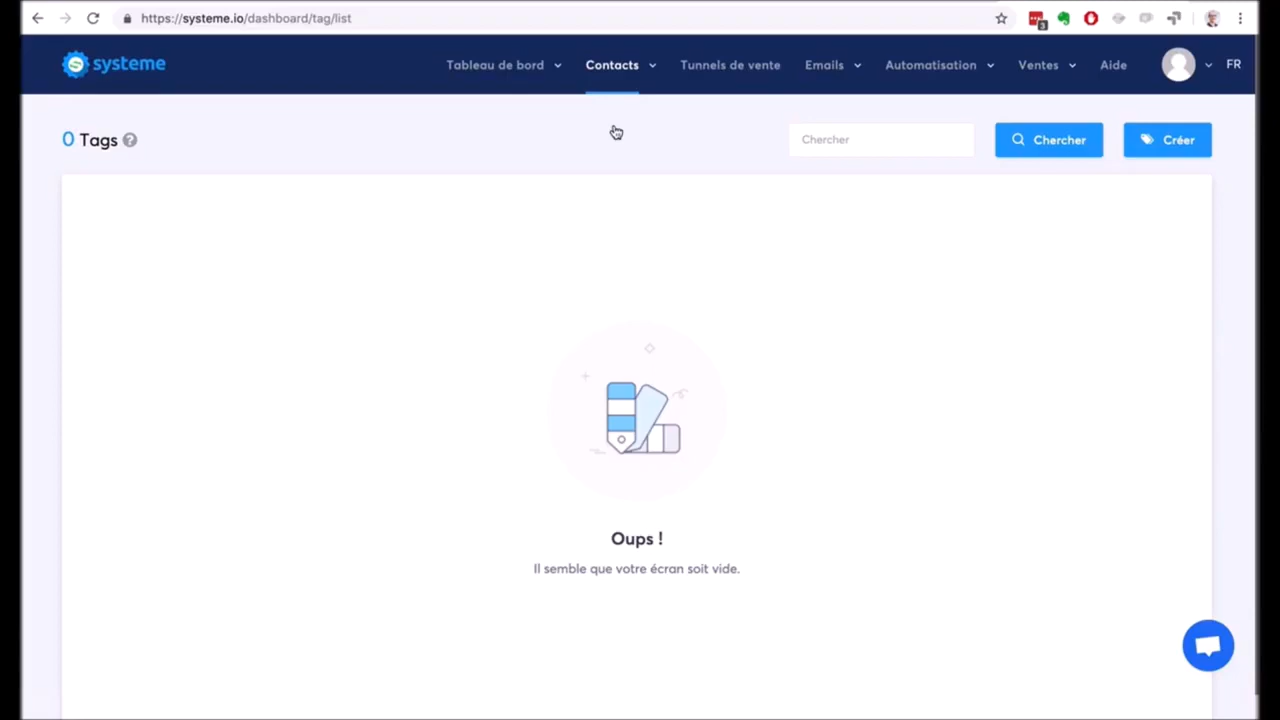 https://systeme.io/dashboard/tag/list
3
systeme
Tableau de bord
Contacts
Tunnels de vente
Emails
Automatisation
Ventes
Aide
FR
0 Tags ?
Chercher
Chercher
Créer
Oups !
Il semble que votre écran soit vide.